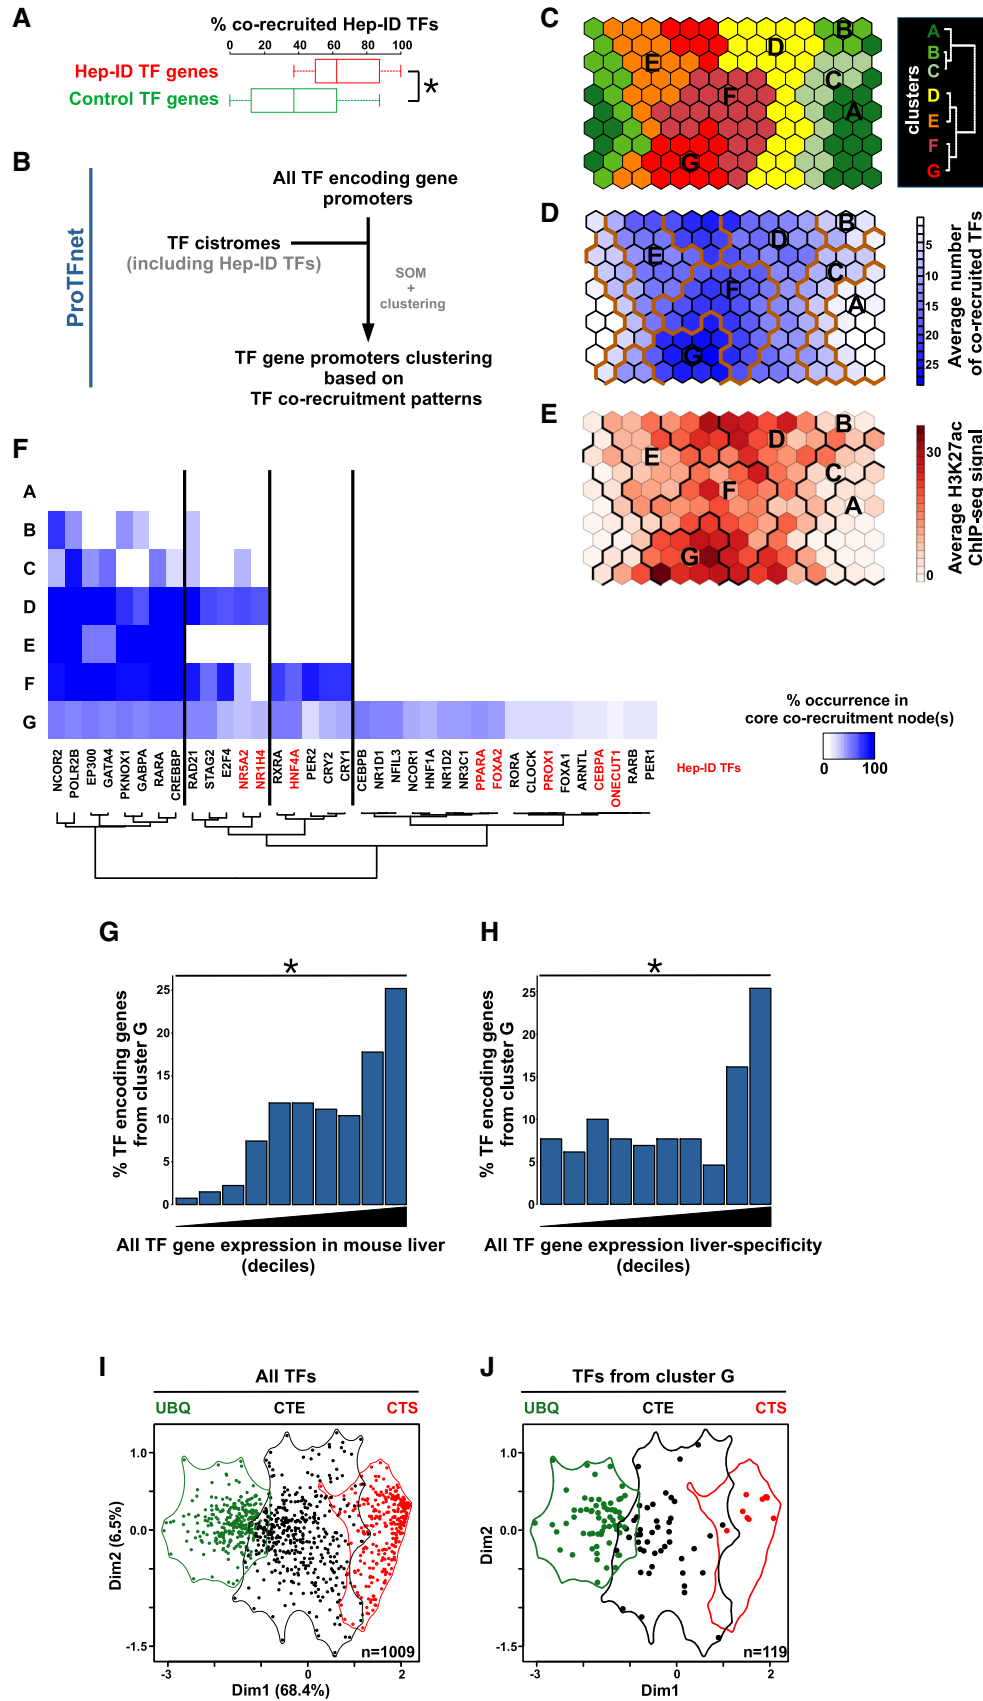 A
% co-recruited Hep-ID TFs
0 20 40 60 80 100
Hep-ID TF genes
Control TF genes
*
B
ProTFnet
All TF encoding gene
promoters
TF cistromes
(including Hep-ID TFs)
SOM
+
clustering
TF gene promoters clustering
based on
TF co-recruitment patterns
C
B
D
E
C
F
A
G
clusters
A
B
C
D
E
F
G
D
B
D
E
C
F
A
G
5
10
15
20
25
Average number
of co-recruited TFs
E
B
D
E
C
F
A
G
30
0
Average H3K27ac
ChIP-seq signal
F
A
B
C
D
E
F
G
NCOR2
POLR2B
EP300
GATA4
PKNOX1
GABPA
RARA
CREBBP
RAD21
STAG2
E2F4
NR5A2
NR1H4
RXRA
HNF4A
PER2
CRY2
CRY1
CEBPB
NR1D1
NFIL3
NCOR1
HNF1A
NR1D2
NR3C1
PPARA
FOXA2
RORA
CLOCK
PROX1
FOXA1
ARNTL
CEBPA
ONECUT1
RARB
PER1
Hep-ID TFs
% occurrence in
core co-recruitment node(s)
0 100
G
*
25
20
15
10
5
0
% TF encoding genes
from cluster G
All TF gene expression in mouse liver
(deciles)
H
*
25
20
15
10
5
0
% TF encoding genes
from cluster G
All TF gene expression liver-specificity
(deciles)
I
All TFs
UBQ CTE CTS
1.0
0.0
-1.5
Dim2 (6.5%)
n=1009
-3 0 2
Dim1 (68.4%)
J
TFs from cluster G
UBQ CTE CTS
1.0
0.0
-1.5
Dim2
n=119
-3 0 2
Dim1